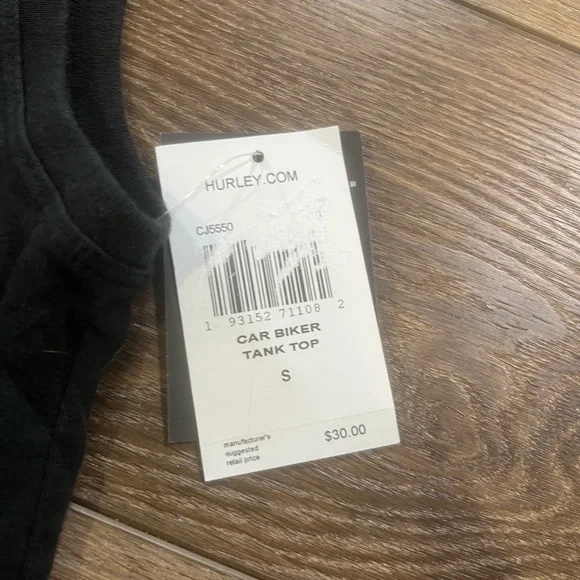 HURLEY.COM
CJ5550
1 93152 71108 2
CAR BIKER
TANK TOP
S
manufacturer's
suggested
retail price
$30.00